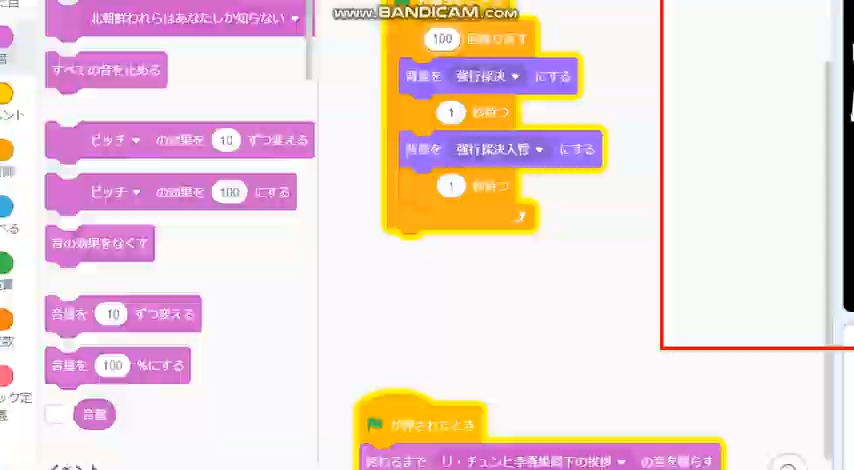 www.BANDICAM.com
北朝鮮われらはあなたしか知らない
すべての音を止める
ピッチ の効果を 10 ずつ変える
ピッチ の効果を 100 にする
音の効果をなくす
音量を -10 ずつ変える
音量を 100 %にする
音量
イベント
100 回繰り返す
背景を 強行採決 にする
1 秒待つ
背景を 強行採決入管 にする
1 秒待つ
が押されたとき
終わるまで リ・チュンヒ李春姫閣下の挨拶 の音を鳴らす